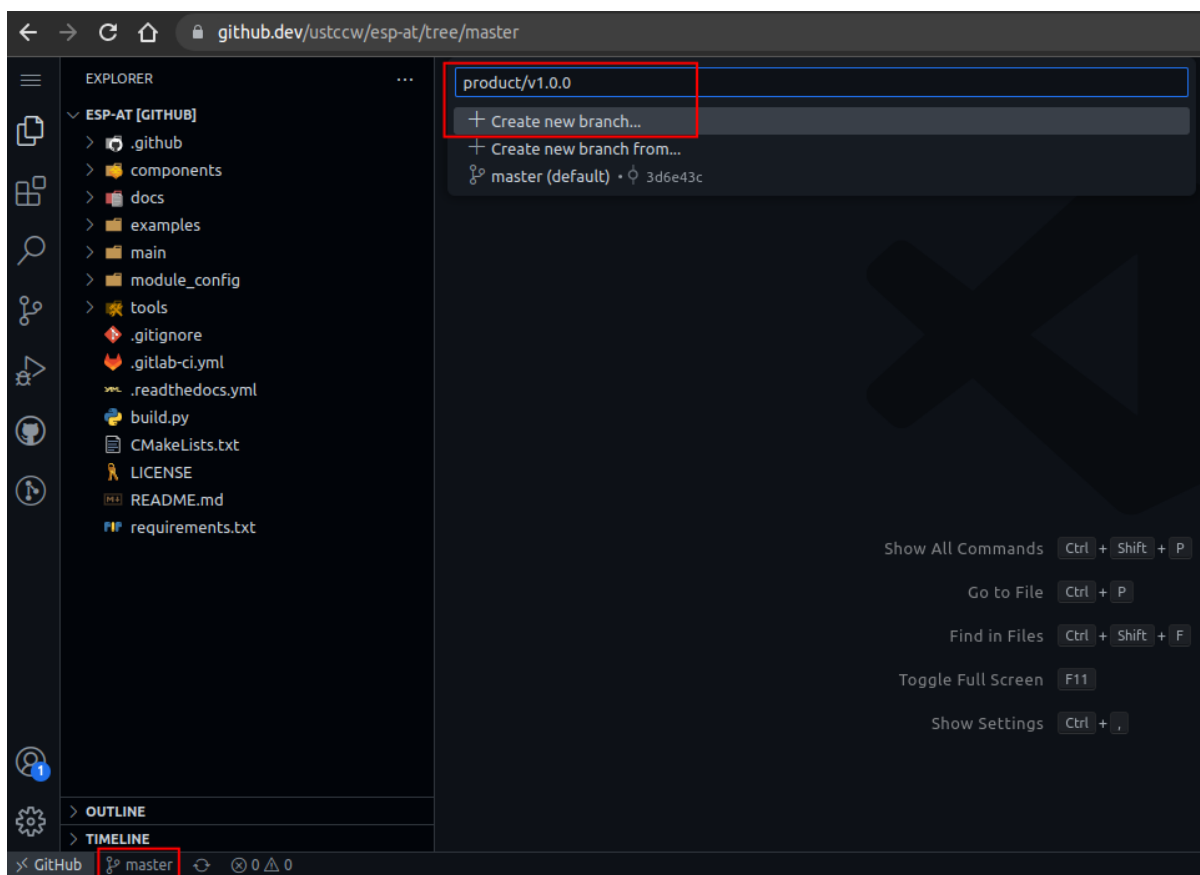 github.dev/ustccw/esp-at/tree/master
EXPLORER
product/v1.0.0
ESP-AT [GITHUB]
Create new branch...
.github
Create new branch from...
components
master (default) • 3d6e43c
docs
examples
main
module_config
tools
.gitignore
.gitlab-ci.yml
.readthedocs.yml
build.py
CMakeLists.txt
LICENSE
README.md
requirements.txt
Show All Commands Ctrl + Shift + P
Go to File Ctrl + P
Find in Files Ctrl + Shift + F
Toggle Full Screen F11
Show Settings Ctrl + ,
1
OUTLINE
TIMELINE
GitHub master 0 0